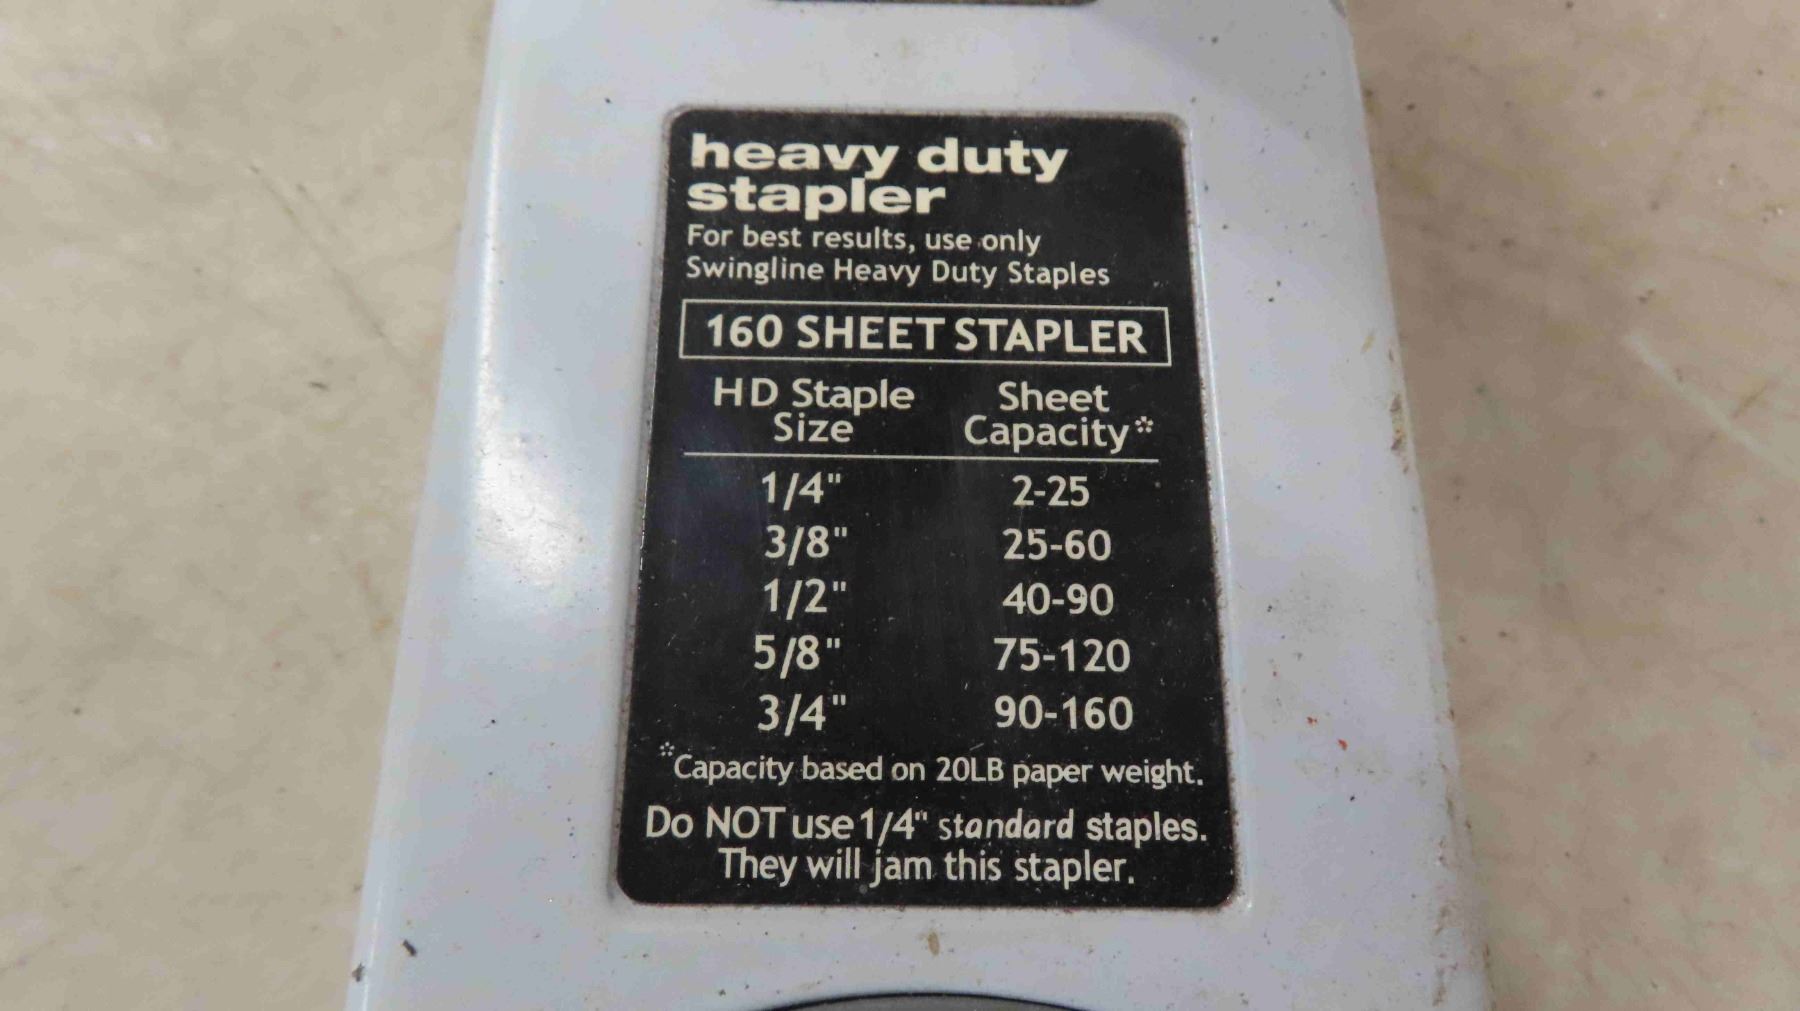 heavy duty
stapler
For best results, use only
Swingline Heavy Duty Staples
160 SHEET STAPLER
HD Staple Sheet
Size Capacity*
1/4" 2-25
3/8" 25-60
1/2" 40-90
5/8" 75-120
3/4" 90-160
*Capacity based on 20LB paper weight.
Do NOT use 1/4" standard staples.
They will jam this stapler.